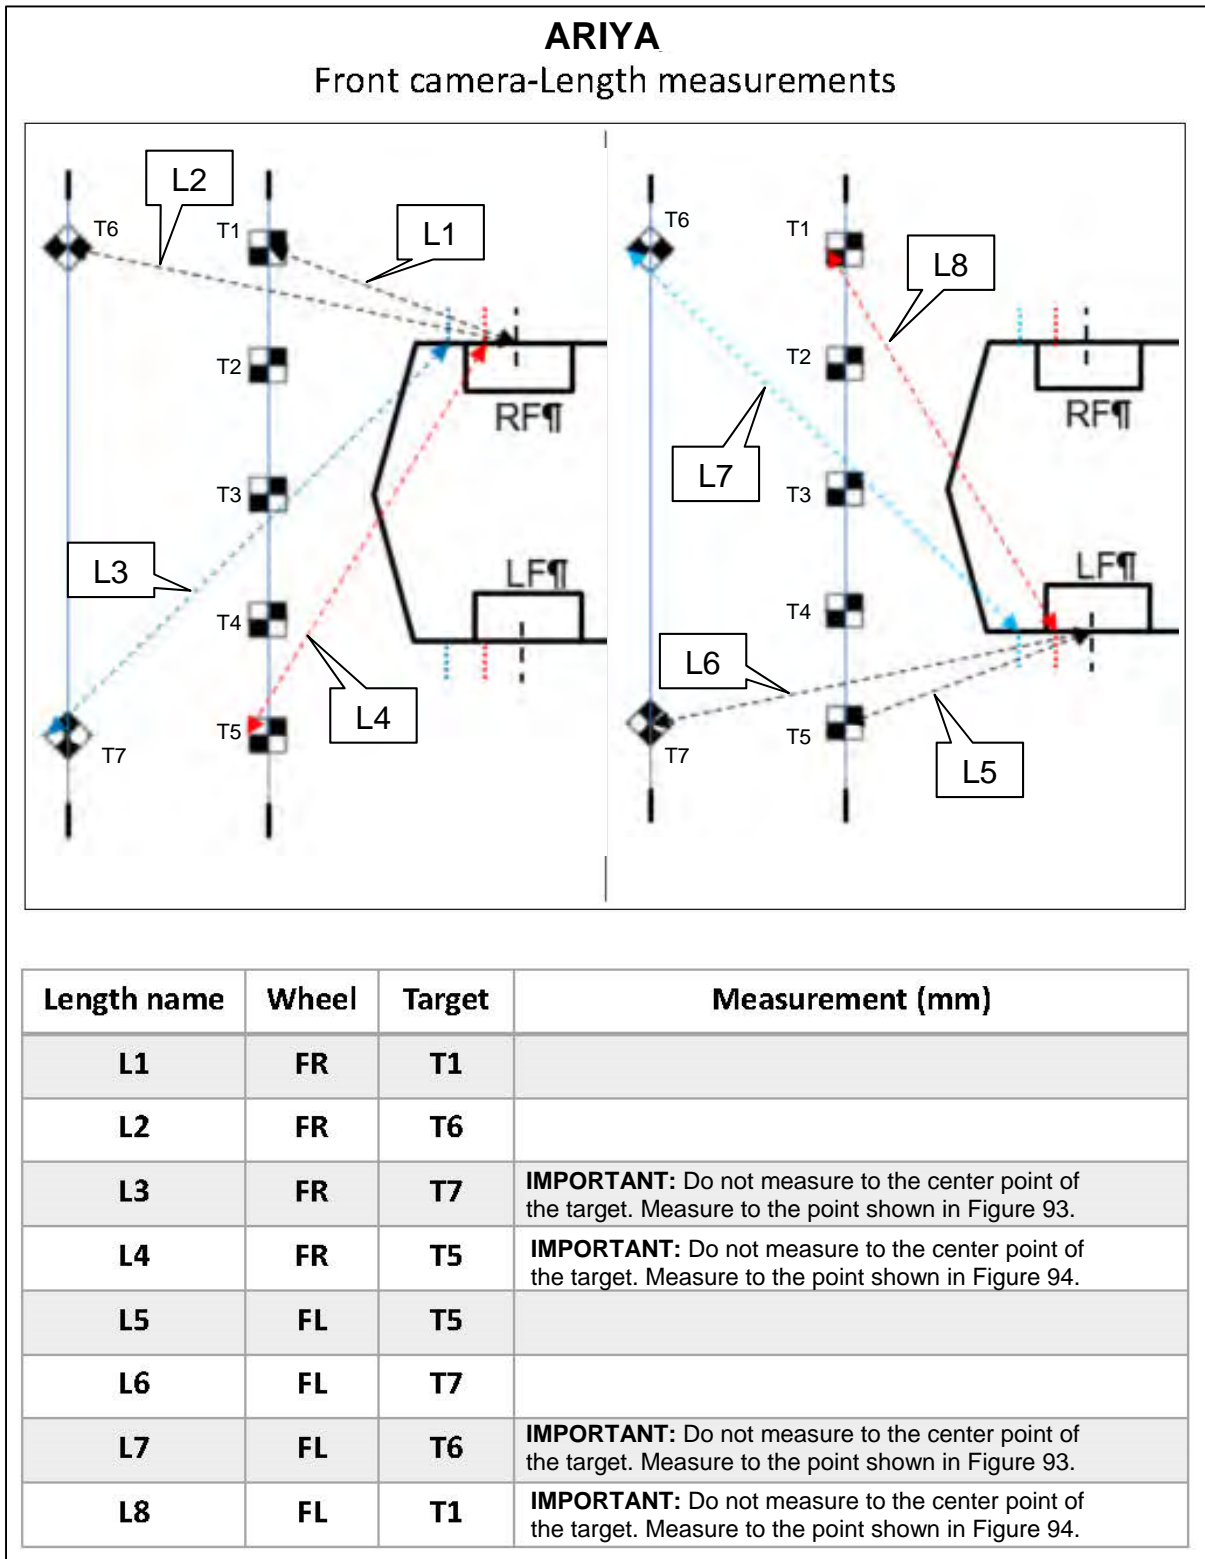 ARIYA
Front camera-Length measurements
L2
T6
T1
L1
T2
RF¶
T3
L3
LF¶
T4
L4
T5
T7
T6
T1
L8
T2
RF¶
L7
T3
LF¶
T4
L6
T5
T7
L5
Length name Wheel Target Measurement (mm)
L1 FR T1
L2 FR T6
L3 FR T7 IMPORTANT: Do not measure to the center point of
the target. Measure to the point shown in Figure 93.
L4 FR T5 IMPORTANT: Do not measure to the center point of
the target. Measure to the point shown in Figure 94.
L5 FL T5
L6 FL T7
L7 FL T6 IMPORTANT: Do not measure to the center point of
the target. Measure to the point shown in Figure 93.
L8 FL T1 IMPORTANT: Do not measure to the center point of
the target. Measure to the point shown in Figure 94.